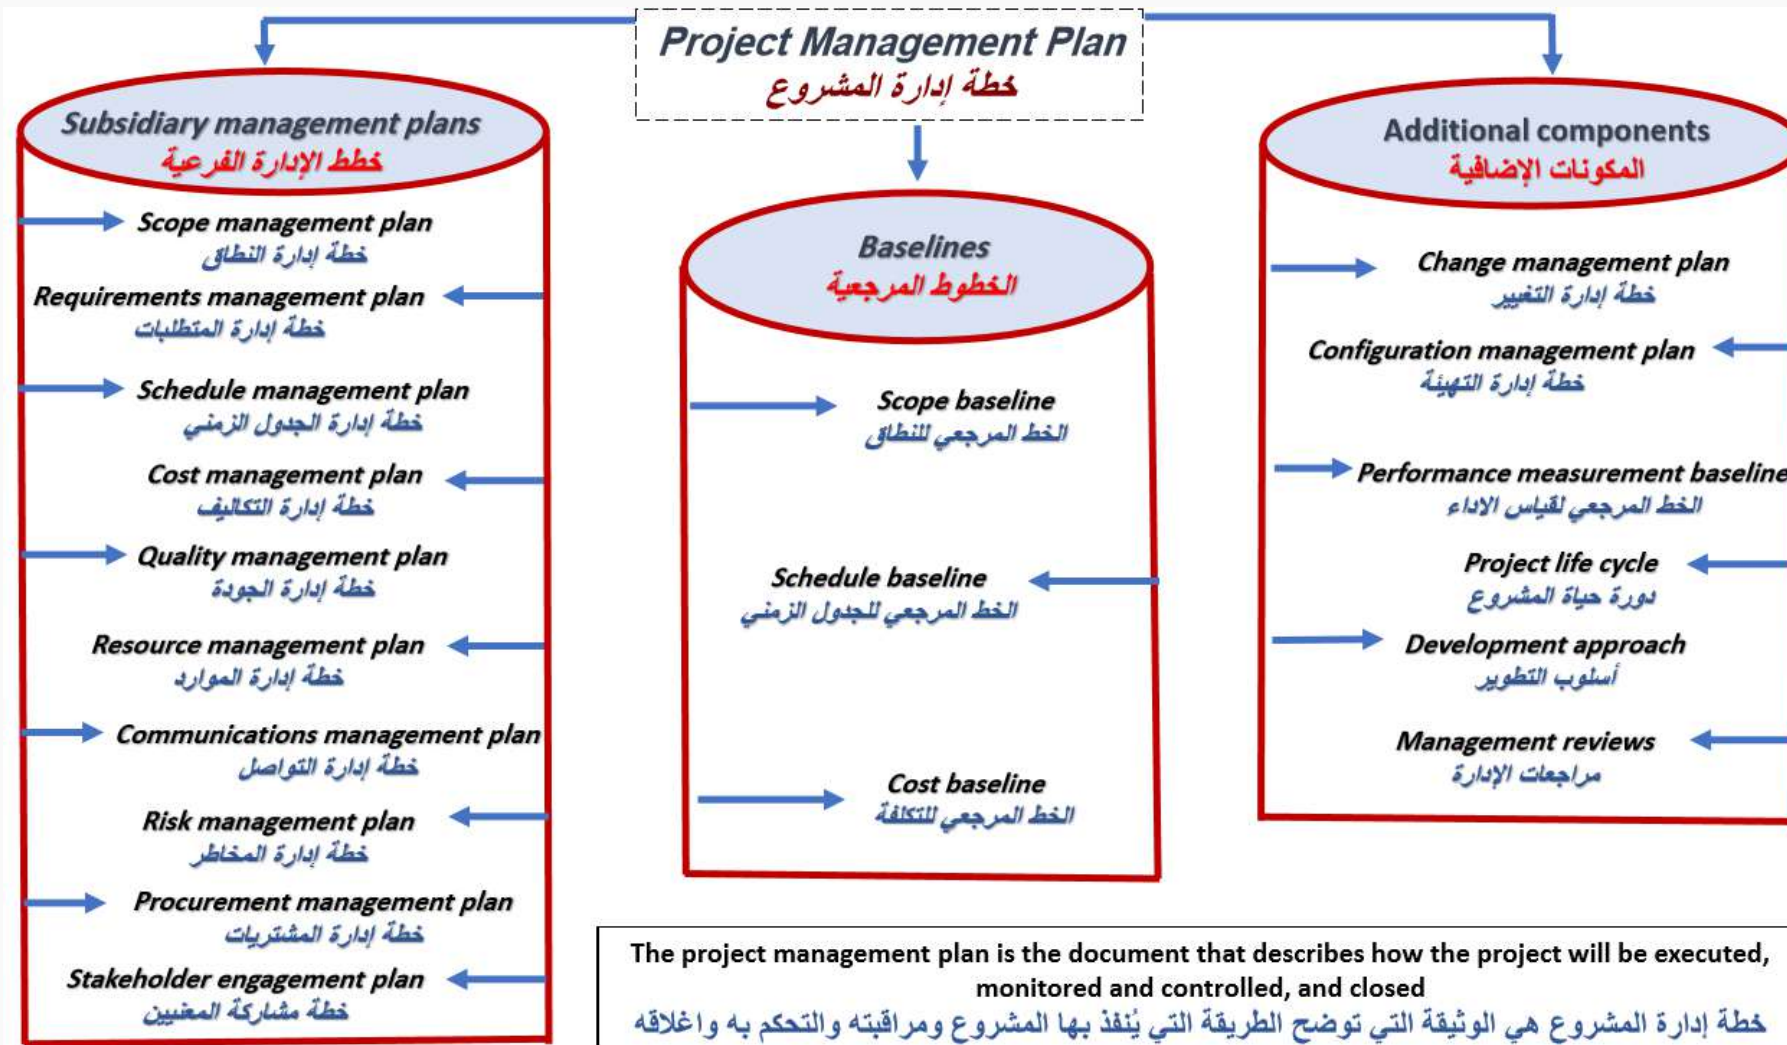 Project Management Plan
خطة إدارة المشروع
Subsidiary management plans
خطط الإدارة الفرعية
Scope management plan
خطة إدارة النطاق
Requirements management plan
خطة إدارة المتطلبات
Schedule management plan
خطة إدارة الجدول الزمني
Cost management plan
خطة إدارة التكاليف
Quality management plan
خطة إدارة الجودة
Resource management plan
خطة إدارة الموارد
Communications management plan
خطة إدارة التواصل
Risk management plan
خطة إدارة المخاطر
Procurement management plan
خطة إدارة المشتريات
Stakeholder engagement plan
خطة مشاركة المعنيين
Baselines
الخطوط المرجعية
Scope baseline
الخط المرجعي للنطاق
Schedule baseline
الخط المرجعي للجدول الزمني
Cost baseline
الخط المرجعي للتكلفة
Additional components
المكونات الإضافية
Change management plan
خطة إدارة التغيير
Configuration management plan
خطة إدارة التهيئة
Performance measurement baseline
الخط المرجعي لقياس الاداء
Project life cycle
دورة حياة المشروع
Development approach
أسلوب التطوير
Management reviews
مراجعات الإدارة
The project management plan is the document that describes how the project will be executed,
monitored and controlled, and closed
خطة إدارة المشروع هي الوثيقة التي توضح الطريقة التي يُنفذ بها المشروع ومراقبته والتحكم به واغلاقه